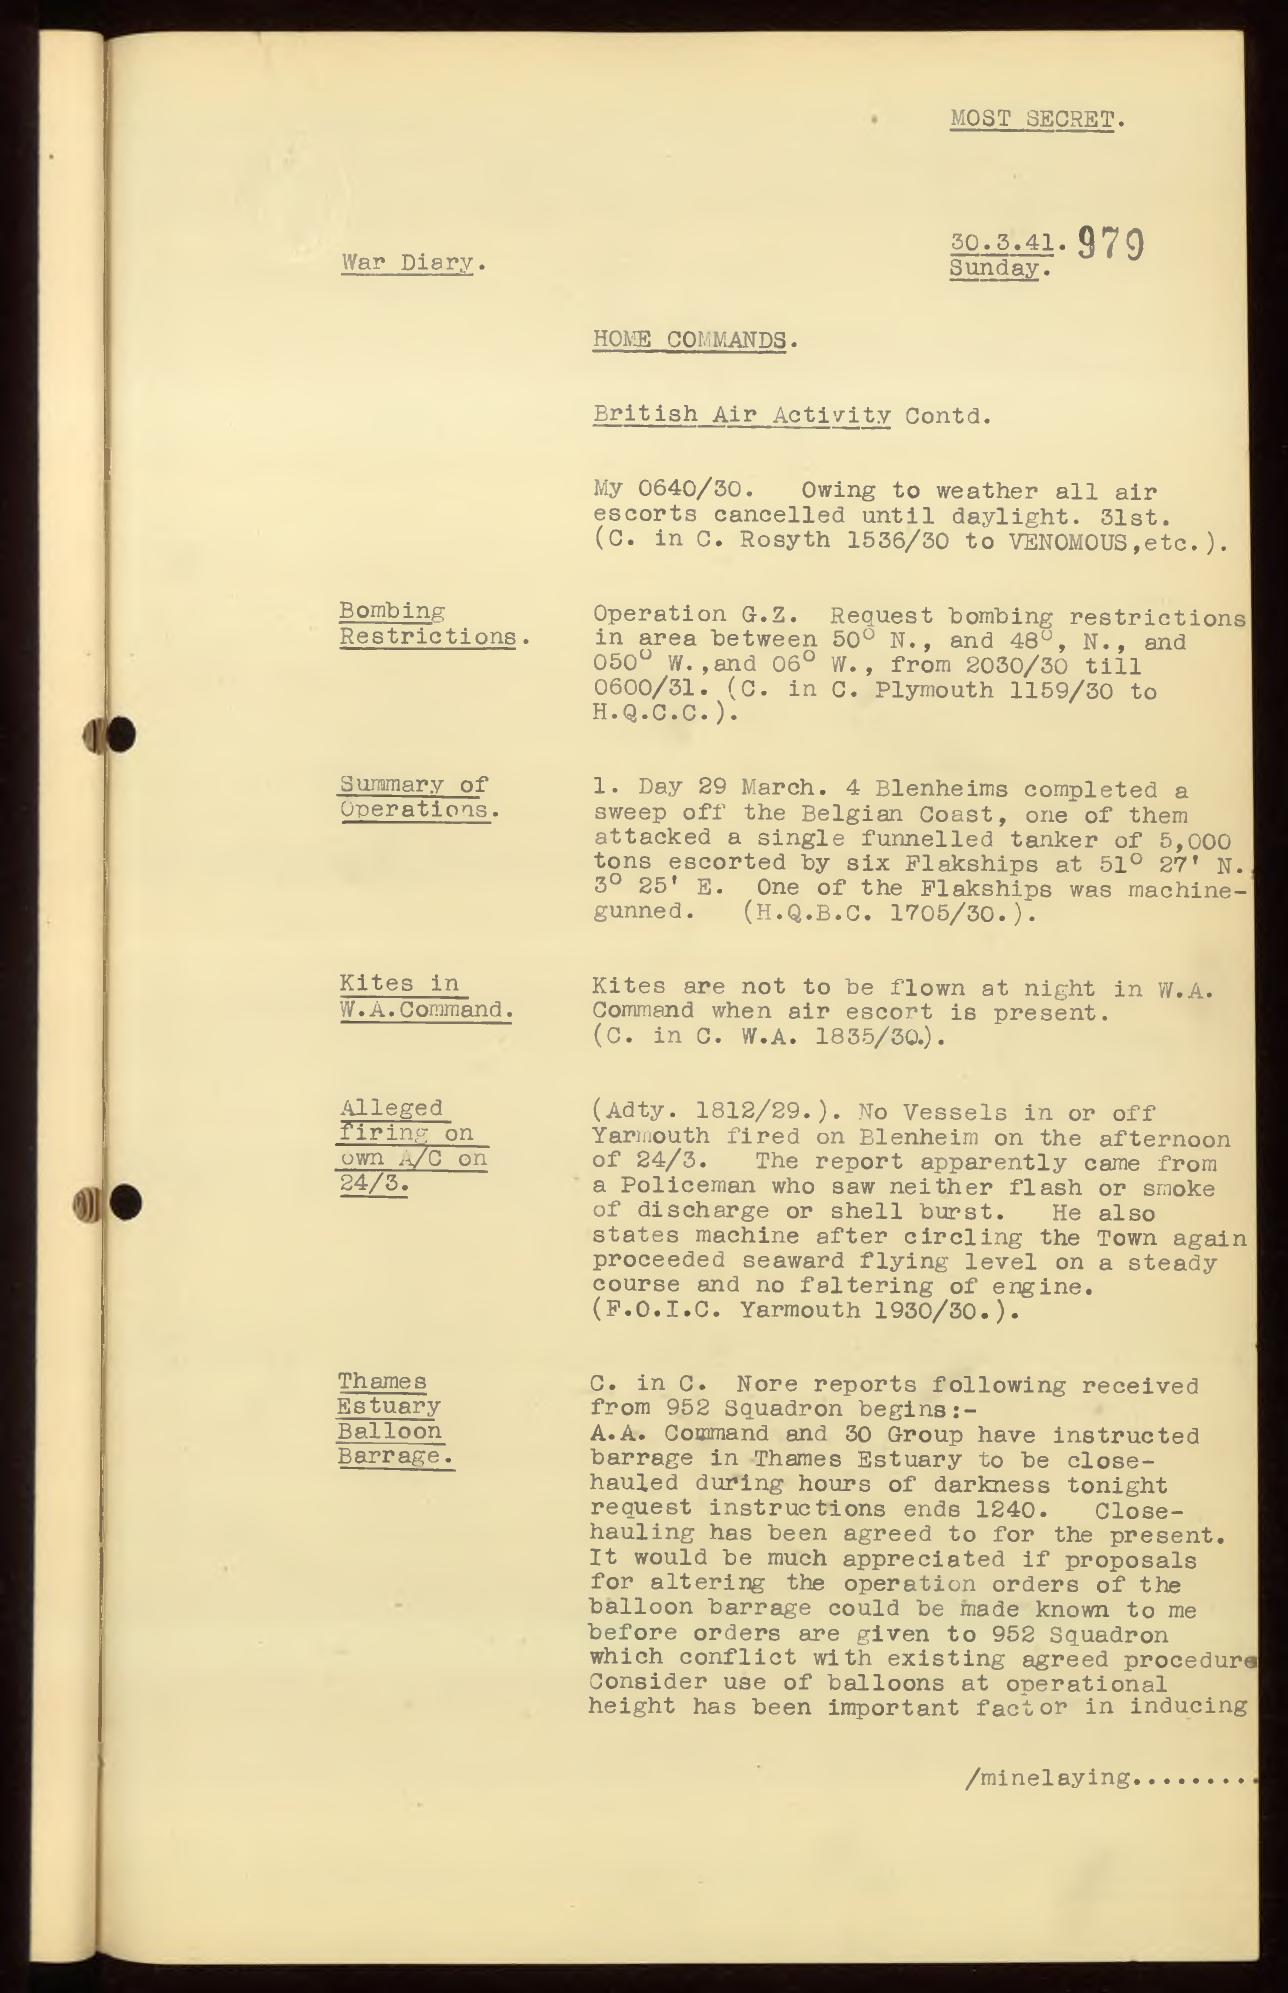 MOST SECRET.
30.3.41. 979
Sunday.
War Diary.
HOME COMMANDS.
British Air Activity Contd.
My 0640/30. Owing to weather all air
escorts cancelled until daylight. 31st.
(C. in C. Rosyth 1536/30 to VENOMOUS,etc.).
Bombing
Restrictions.
Operation G.Z. Request bombing restrictions
in area between 50° N., and 48°, N., and
050° W.,and 06° W., from 2030/30 till
0600/31. (C. in C. Plymouth 1159/30 to
H.Q.C.C.).
Summary of
Operations.
1. Day 29 March. 4 Blenheims completed a
sweep off the Belgian Coast, one of them
attacked a single funnelled tanker of 5,000
tons escorted by six Flakships at 51° 27' N.,
3° 25' E. One of the Flakships was machine-
gunned. (H.Q.B.C. 1705/30.).
Kites in
W.A.Command.
Kites are not to be flown at night in W.A.
Command when air escort is present.
(C. in C. W.A. 1835/30.).
Alleged
firing on
own A/C on
24/3.
(Adty. 1812/29.). No Vessels in or off
Yarmouth fired on Blenheim on the afternoon
of 24/3. The report apparently came from
a Policeman who saw neither flash or smoke
of discharge or shell burst. He also
states machine after circling the Town again
proceeded seaward flying level on a steady
course and no faltering of engine.
(F.O.I.C. Yarmouth 1930/30.).
Thames
Estuary
Balloon
Barrage.
C. in C. Nore reports following received
from 952 Squadron begins:-
A.A. Command and 30 Group have instructed
barrage in Thames Estuary to be close-
hauled during hours of darkness tonight
request instructions ends 1240. Close-
hauling has been agreed to for the present.
It would be much appreciated if proposals
for altering the operation orders of the
balloon barrage could be made known to me
before orders are given to 952 Squadron
which conflict with existing agreed procedure
Consider use of balloons at operational
height has been important factor in inducing
/minelaying.........